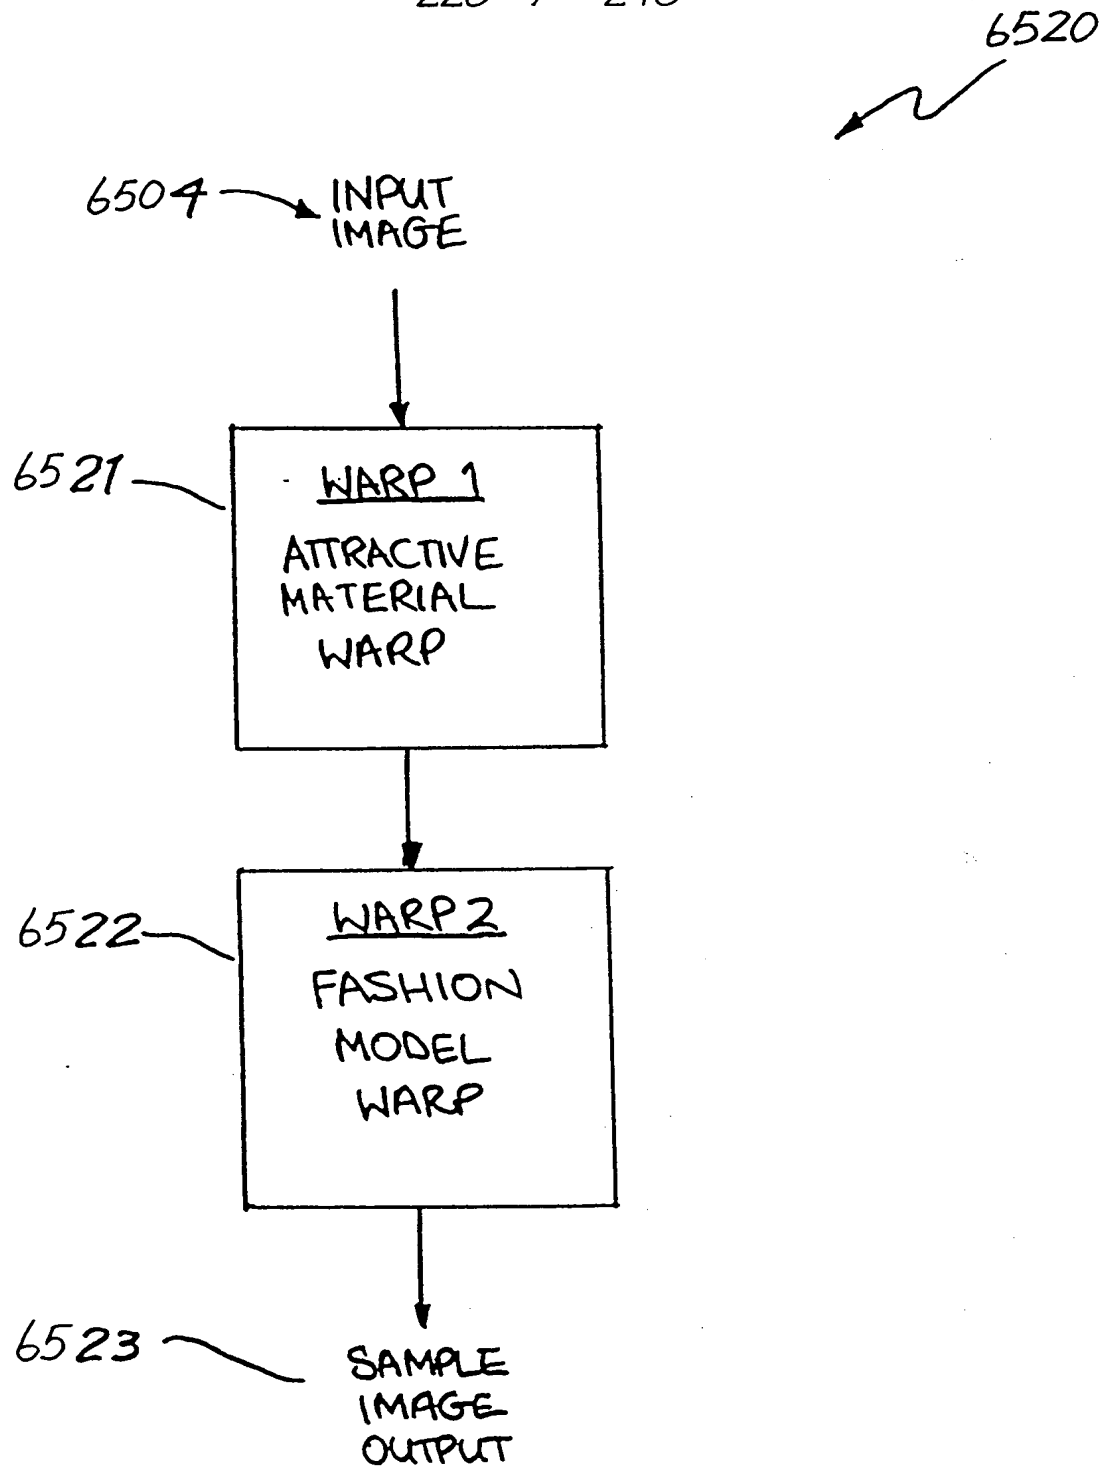 6520
6504
INPUT
IMAGE
6521
WARP 1
ATTRACTIVE
MATERIAL
WARP
6522
WARP 2
FASHION
MODEL
WARP
6523
SAMPLE
IMAGE
OUTPUT